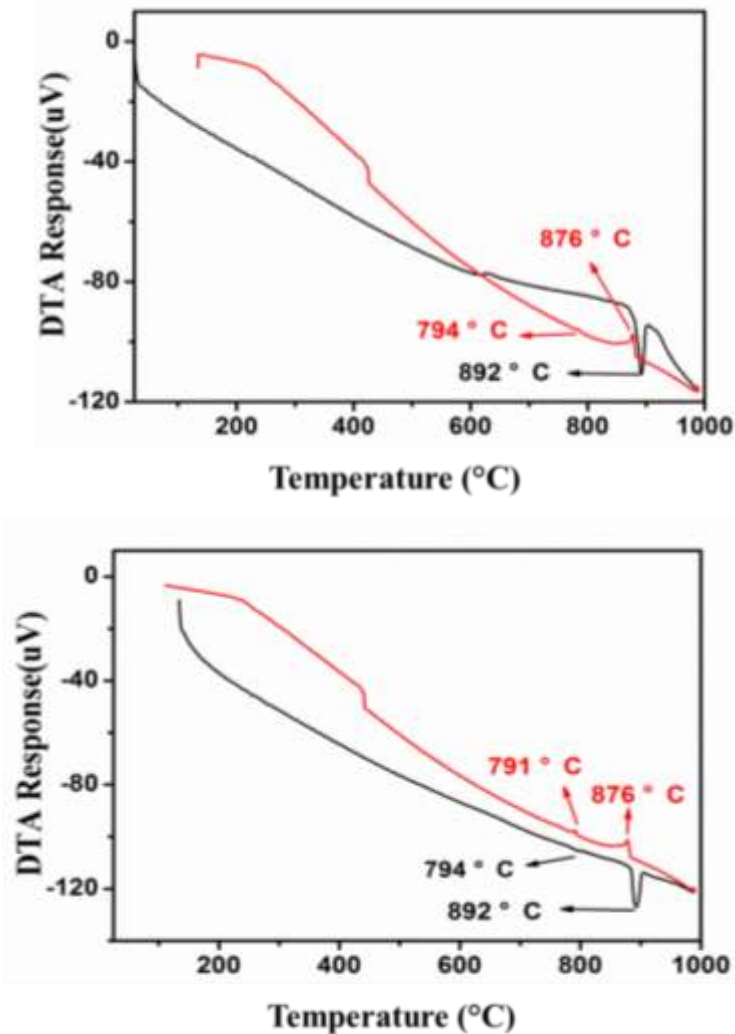 0
-40
-80
-120
DTA Response(uV)
876 ° C
794 ° C
892 ° C
200
400
600
800
1000
Temperature (°C)
0
-40
-80
-120
DTA Response(uV)
791 ° C
876 ° C
794 ° C
892 ° C
200
400
600
800
1000
Temperature (°C)